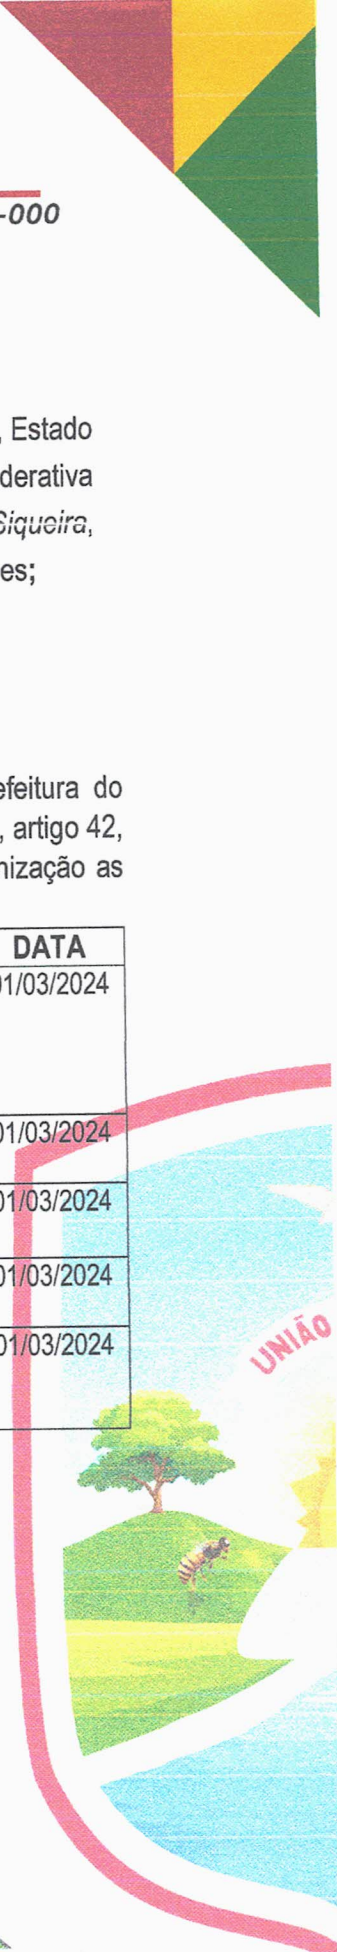 -000
, Estado
derativa
Siqueira,
es;
efeitura do
, artigo 42,
nização as
DATA
01/03/2024
01/03/2024
01/03/2024
01/03/2024
01/03/2024
UNIÃO